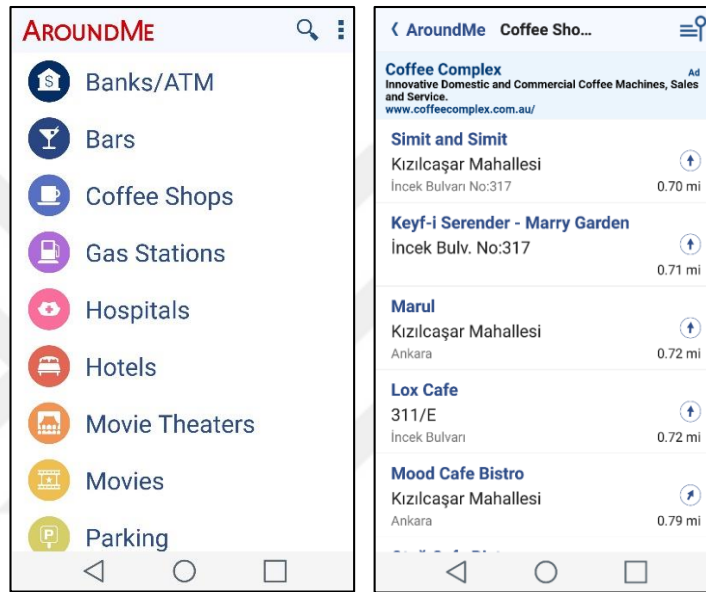 AROUNDME
Banks/ATM
Bars
Coffee Shops
Gas Stations
Hospitals
Hotels
Movie Theaters
Movies
P
Parking
AroundMe Coffee Sho...
Coffee Complex Ad
Innovative Domestic and Commercial Coffee Machines, Sales
and Service.
www.coffeecomplex.com.au/
Simit and Simit
Kızılcaşar Mahallesi
İncek Bulvarı No:317 0.70 mi
Keyf-i Serender - Marry Garden
İncek Bulv. No:317
0.71 mi
Marul
Kızılcaşar Mahallesi
Ankara 0.72 mi
Lox Cafe
311/E
İncek Bulvarı 0.72 mi
Mood Cafe Bistro
Kızılcaşar Mahallesi
Ankara 0.79 mi